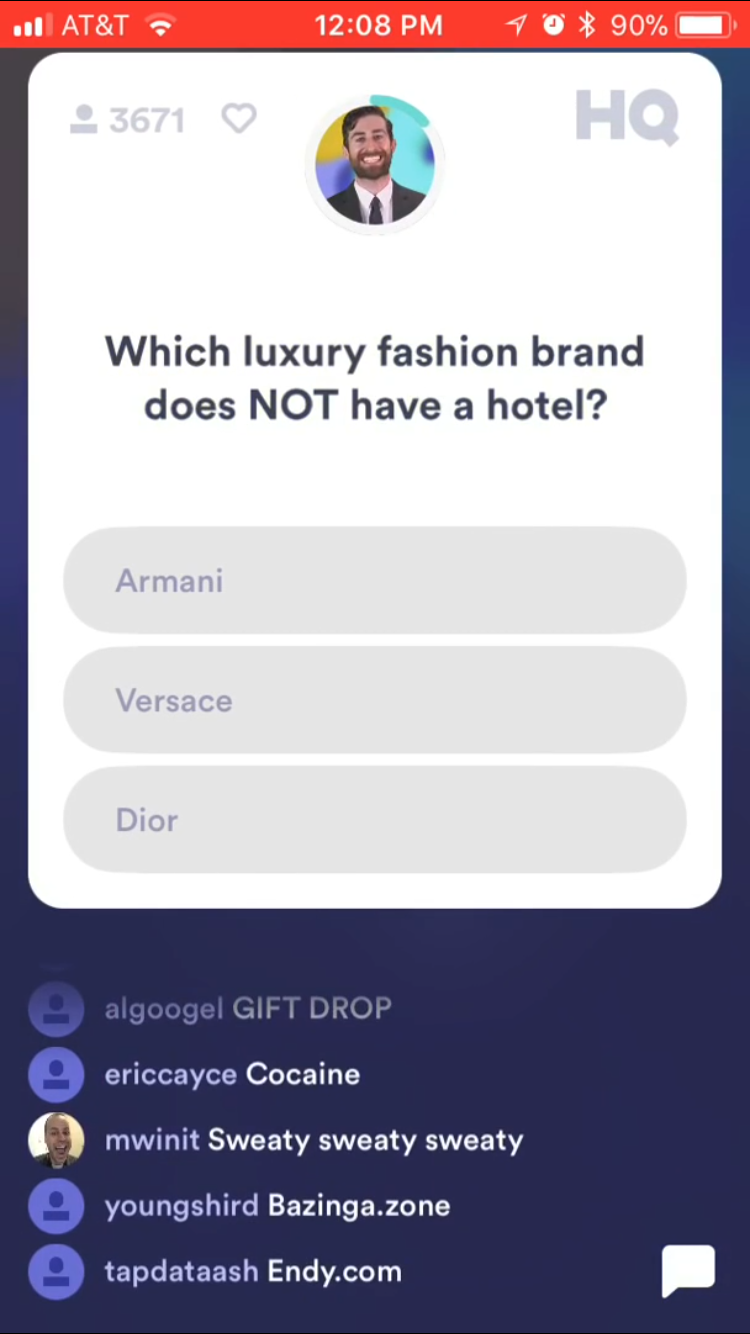 AT&T 12:08 PM 90%
3671 HQ
Which luxury fashion brand
does NOT have a hotel?
Armani
Versace
Dior
algoogel GIFT DROP
ericcayce Cocaine
mwinit Sweaty sweaty sweaty
youngshird Bazinga.zone
tapdataash Endy.com